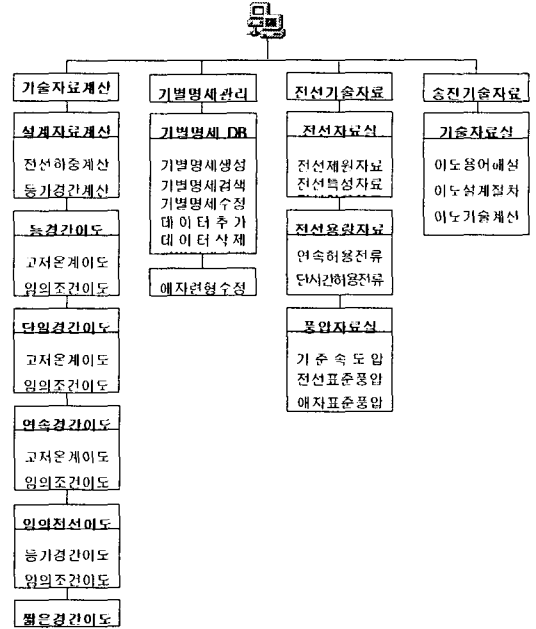 기술자료계산
설계자료계산
전선하중계산
등가경간계산
등경간이도
고저온계이도
임의조건이도
단일경간이도
고저온계이도
임의조건이도
연속경간이도
고저온계이도
임의조건이도
임의전선이도
등가경간이도
임의조건이도
짧은경간이도
기별명세관리
기별명세 DB
기별명세생성
기별명세검색
기별명세수정
데이터추가
데이터삭제
애자련형수정
전선기술자료
전선자료실
전선제원자료
전선특성자료
전선용량자료
연속허용전류
단시간허용전류
풍압자료실
기준속도압
전선표준풍압
애자표준풍압
송전기술자료
기술자료실
이도용어해설
이도설계절차
이도기술계산